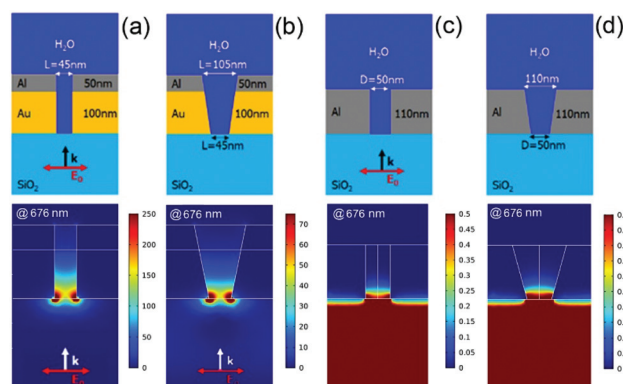 (a)
H₂O
L=45nm
Al
50nm
Au
100nm
k
E₀
SiO₂
(b)
H₂O
L=105nm
50nm
100nm
L=45nm
k
E₀
(c)
H₂O
D=50nm
Al
110nm
k
E₀
SiO₂
(d)
H₂O
110nm
Al
110nm
D=50nm
SiO₂
@ 676 nm
250
200
150
100
50
0
k
E₀
@ 676 nm
70
60
50
40
30
20
10
0
k
E₀
@ 676 nm
0.5
0.45
0.4
0.35
0.3
0.25
0.2
0.15
0.1
0.05
0
@ 676 nm